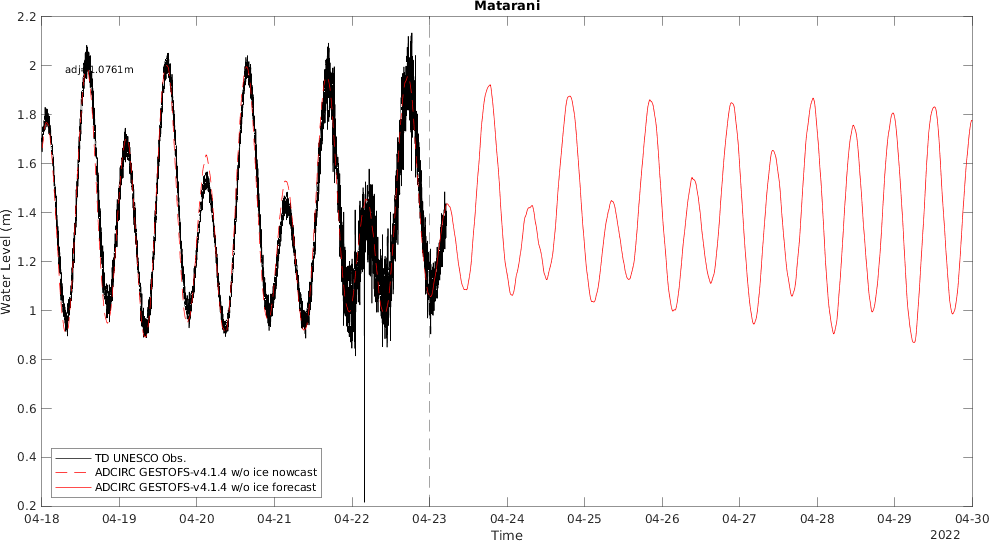 Matarani
2.2
2
1.8
1.6
1.4
1.2
1
0.8
0.6
0.4
0.2
Water Level (m)
adj=1.0761m
TD UNESCO Obs.
ADCIRC GESTOFS-v4.1.4 w/o ice nowcast
ADCIRC GESTOFS-v4.1.4 w/o ice forecast
04-18 04-19 04-20 04-21 04-22 04-23 04-24 04-25 04-26 04-27 04-28 04-29 04-30
Time
2022